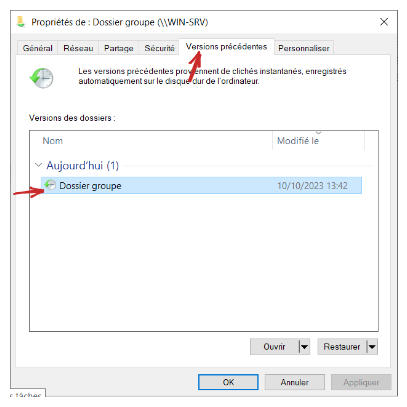 Propriétés de : Dossier groupe (\\WIN-SRV)
Général Réseau Partage Sécurité Versions précédentes Personnaliser
Les versions précédentes proviennent de clichés instantanés, enregistrés
automatiquement sur le disque dur de l'ordinateur.
Versions des dossiers :
Nom Modifié le
Aujourd'hui (1)
Dossier groupe 10/10/2023 13:42
Ouvrir Restaurer
OK Annuler Appliquer
s tâches